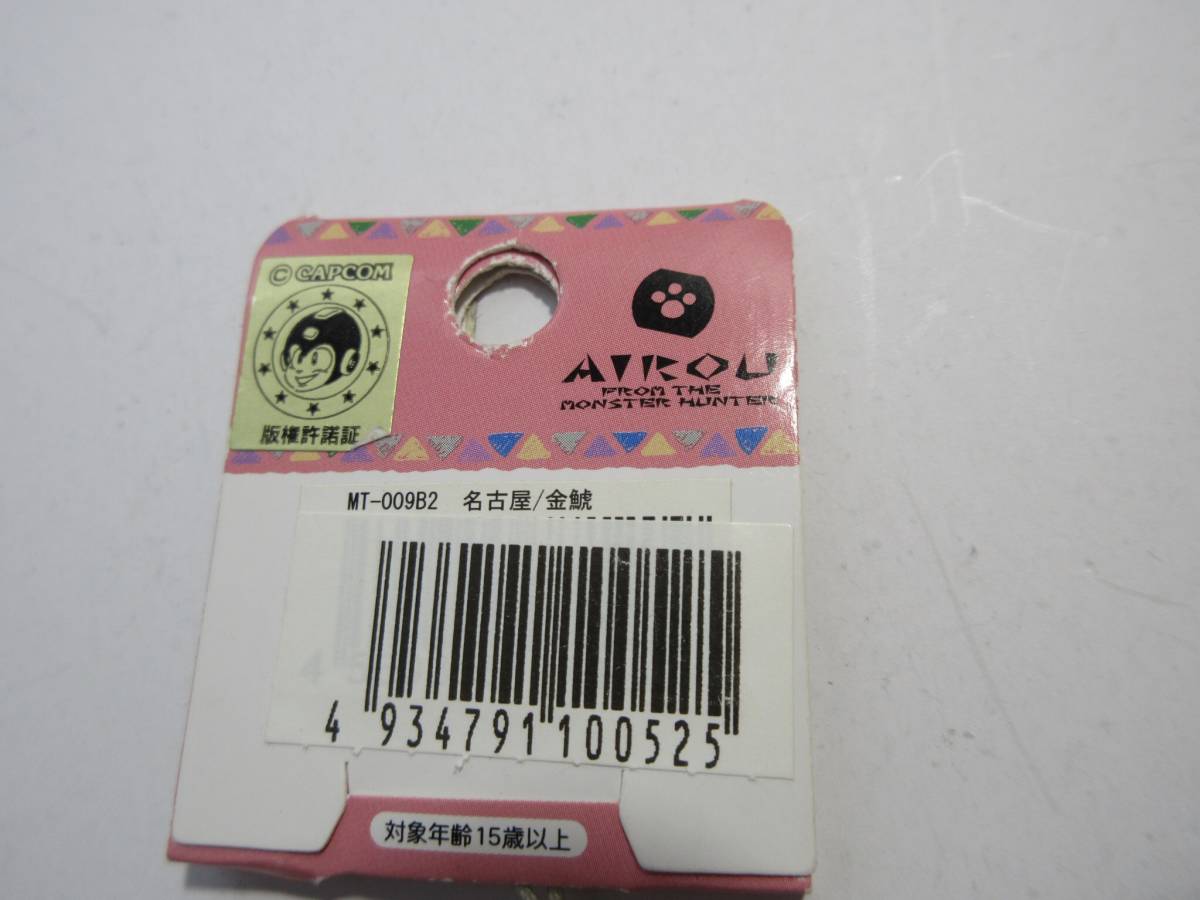 © CAPCOM
版権許諾証
AIROU
FROM THE
MONSTER HUNTER
MT-009B2 名古屋/金鯱
4 934791 100525
対象年齢15歳以上